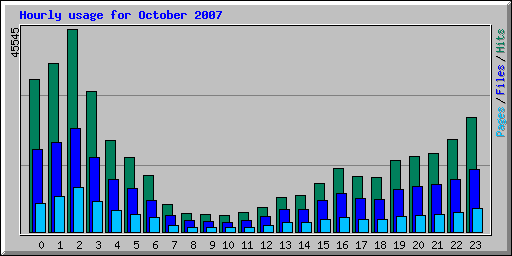 Hourly usage for October 2007
45545
Pages / Files / Hits
0 1 2 3 4 5 6 7 8 9 10 11 12 13 14 15 16 17 18 19 20 21 22 23